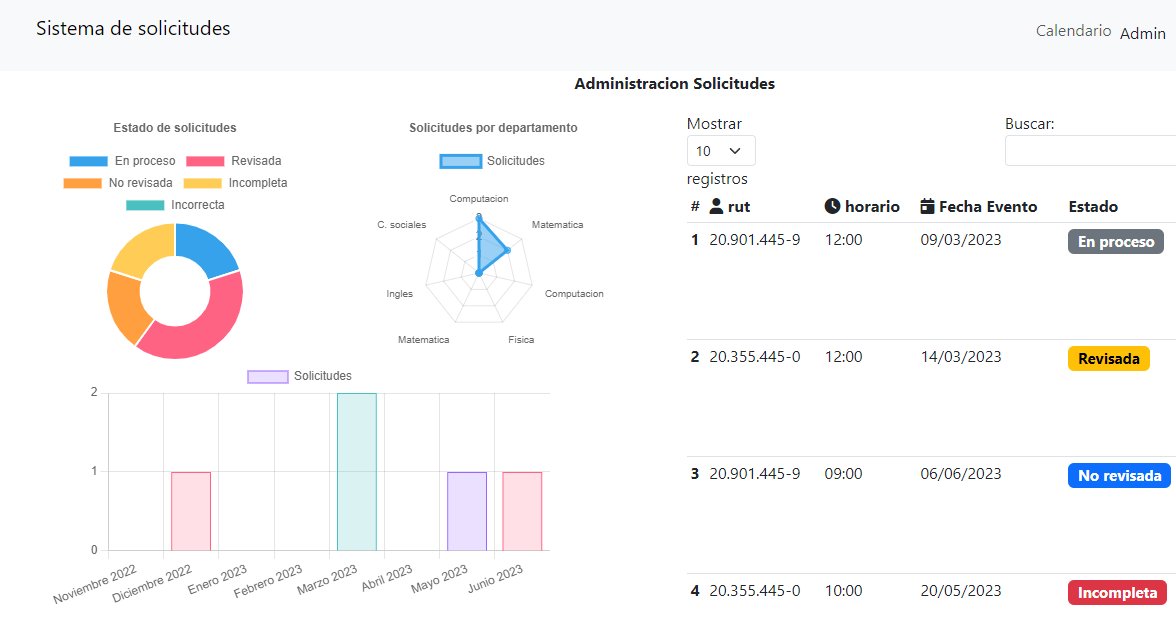 Sistema de solicitudes
Calendario Admin
Administracion Solicitudes
Estado de solicitudes
En proceso Revisada
No revisada Incompleta
Incorrecta
Solicitudes por departamento
Solicitudes
Computacion
C. sociales Matematica
Ingles Computacion
Matematica Fisica
Solicitudes
2
1
0
Noviembre 2022 Diciembre 2022 Enero 2023 Febrero 2023 Marzo 2023 Abril 2023 Mayo 2023 Junio 2023
Mostrar
10
registros
Buscar:
# rut horario Fecha Evento Estado
1 20.901.445-9 12:00 09/03/2023 En proceso
2 20.355.445-0 12:00 14/03/2023 Revisada
3 20.901.445-9 09:00 06/06/2023 No revisada
4 20.355.445-0 10:00 20/05/2023 Incompleta